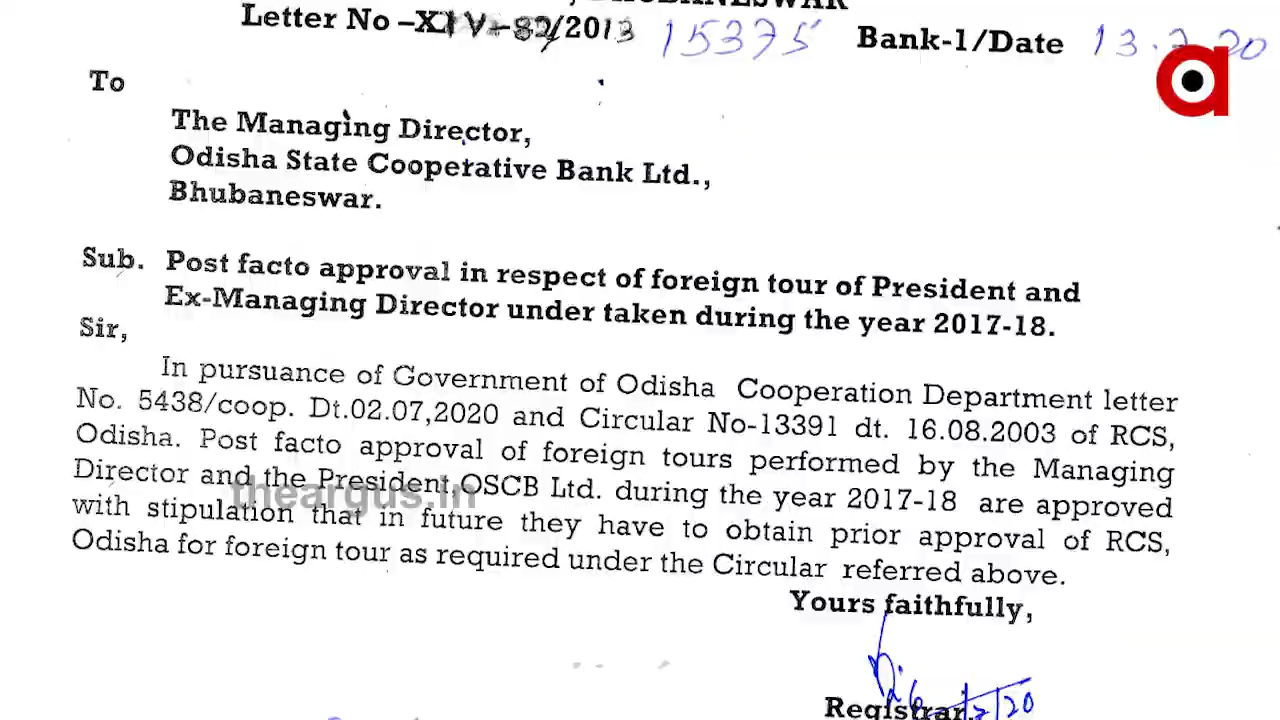 Letter No –XIV-82/2013 15375 Bank-1/Date 13.7.20
To
The Managing Director,
Odisha State Cooperative Bank Ltd.,
Bhubaneswar.
Sub. Post facto approval in respect of foreign tour of President and
Ex-Managing Director under taken during the year 2017-18.
Sir,
In pursuance of Government of Odisha Cooperation Department letter
No. 5438/coop. Dt.02.07,2020 and Circular No-13391 dt. 16.08.2003 of RCS,
Odisha. Post facto approval of foreign tours performed by the Managing
Director and the President,OSCB Ltd. during the year 2017-18 are approved
theargus.in
with stipulation that in future they have to obtain prior approval of RCS,
Odisha for foreign tour as required under the Circular referred above.
Yours faithfully,
Registrar